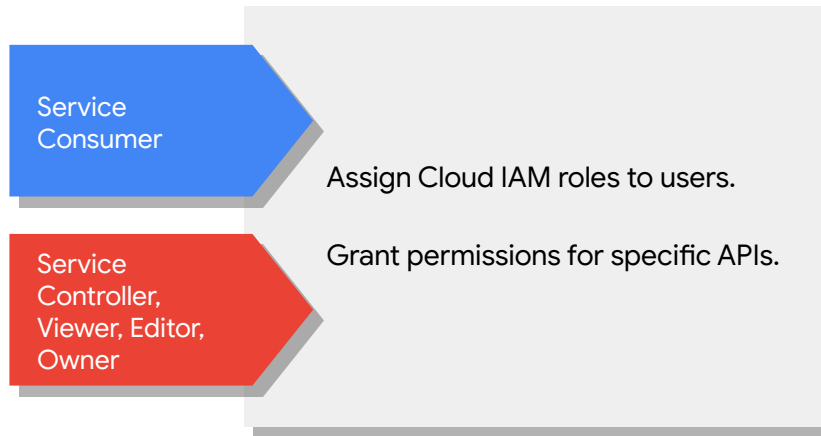 Service
Consumer
Assign Cloud IAM roles to users.
Grant permissions for specific APIs.
Service
Controller,
Viewer, Editor,
Owner